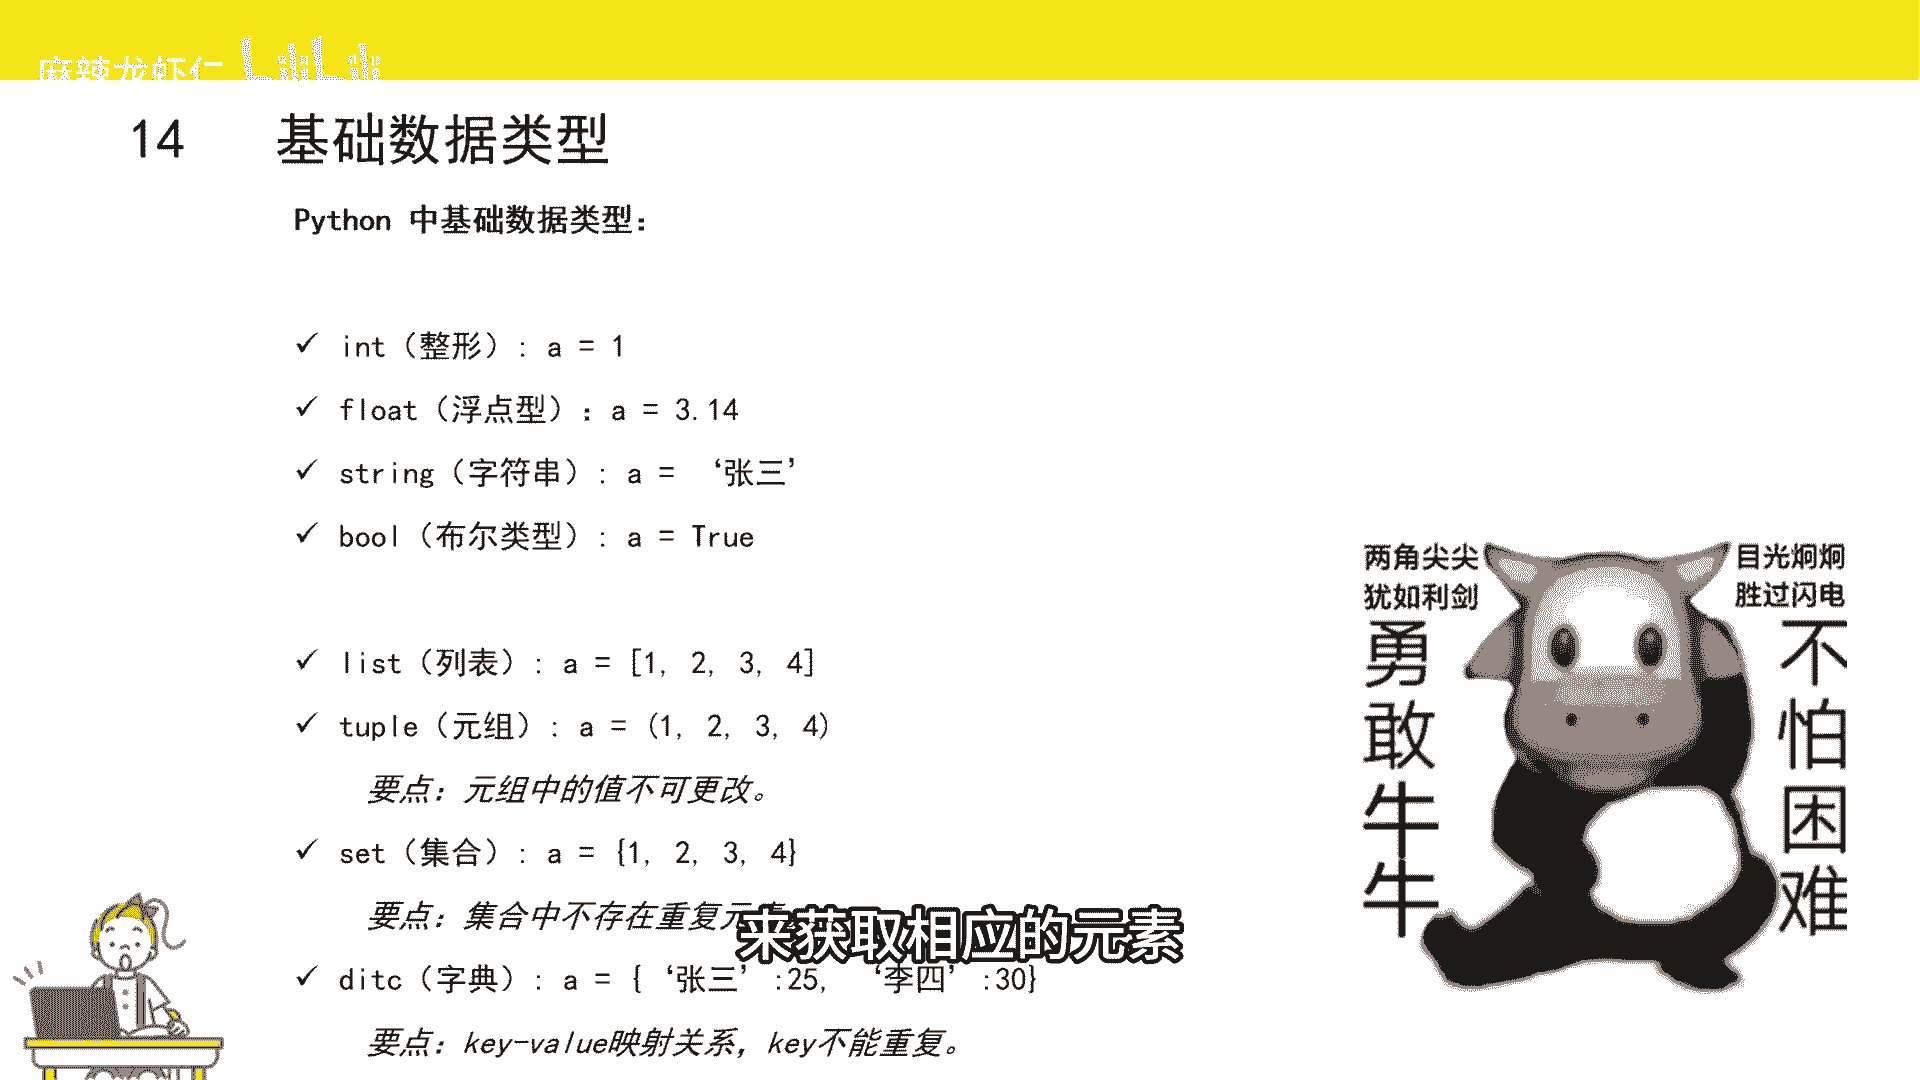 麻辣龙虾仁 bilibili
14 基础数据类型
Python 中基础数据类型：
✓ int（整形）: a = 1
✓ float（浮点型）：a = 3.14
✓ string（字符串）: a = ‘张三’
✓ bool（布尔类型）: a = True
✓ list（列表）: a = [1, 2, 3, 4]
✓ tuple（元组）: a = (1, 2, 3, 4)
要点：元组中的值不可更改。
✓ set（集合）: a = {1, 2, 3, 4}
要点：集合中不存在重复元
来获取相应的元素
✓ ditc（字典）: a = {‘张三’:25, ‘李四’:30}
要点：key-value映射关系，key不能重复。
两角尖尖
犹如利剑
目光炯炯
胜过闪电
勇敢牛牛
不怕困难